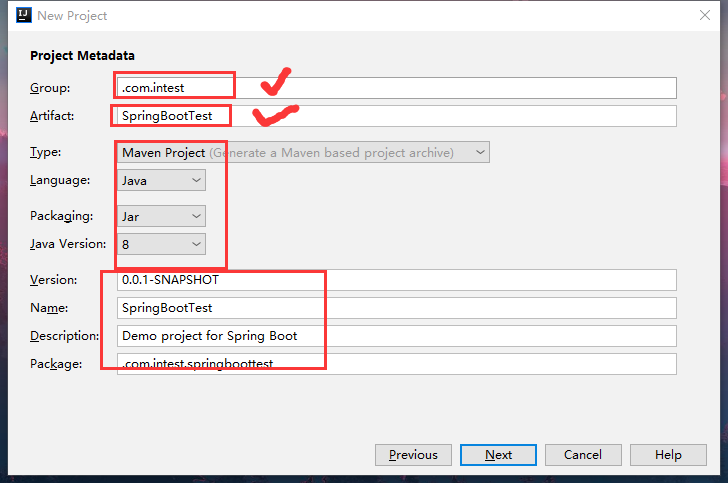 IJ New Project
Project Metadata
Group: .com.intest
Artifact: SpringBootTest
Type: Maven Project (Generate a Maven based project archive)
Language: Java
Packaging: Jar
Java Version: 8
Version: 0.0.1-SNAPSHOT
Name: SpringBootTest
Description: Demo project for Spring Boot
Package: .com.intest.springboottest
Previous Next Cancel Help